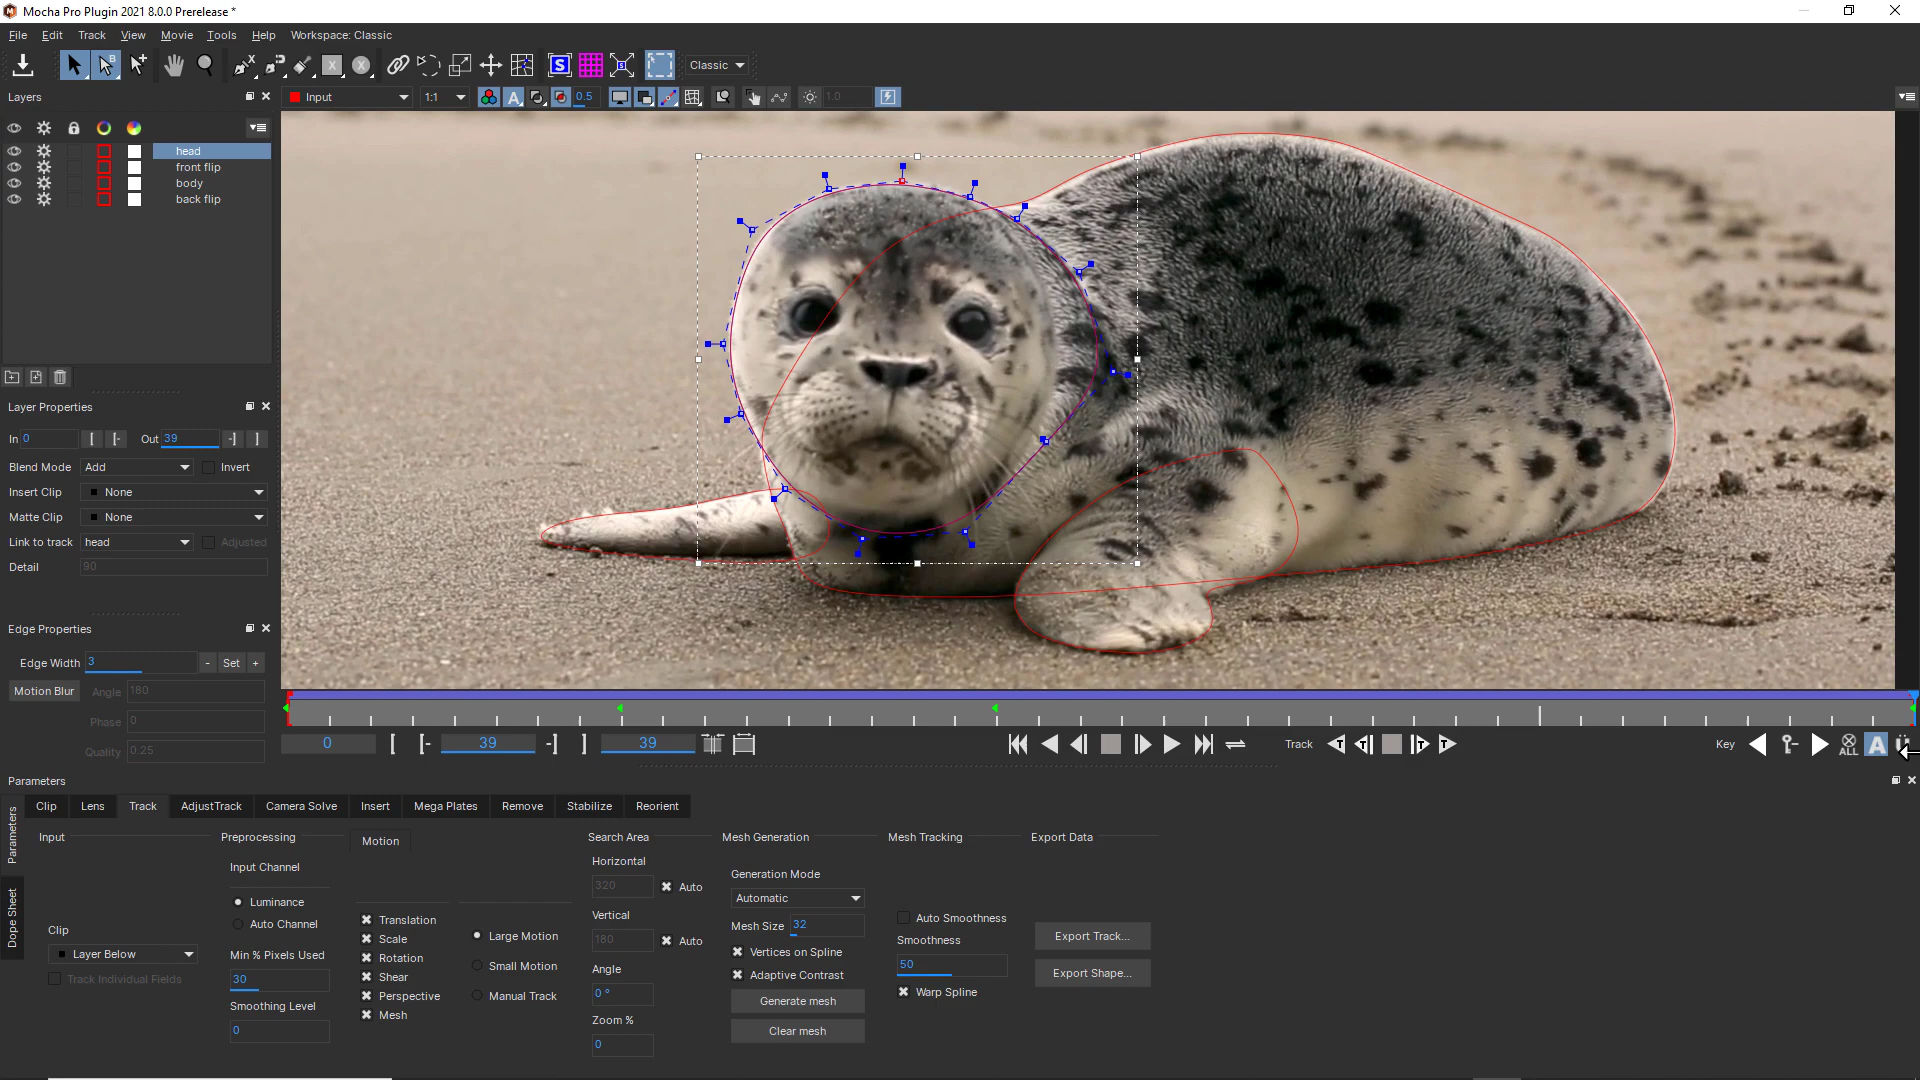 Mocha Pro Plugin 2021 8.0.0 Prerelease *
File Edit Track View Movie Tools Help Workspace: Classic
S Classic
Layers
Input 1:1 A 0.5 1.0
head
front flip
body
back flip
Layer Properties
In 0 [ [- Out 39 -] ]
Blend Mode Add Invert
Insert Clip None
Matte Clip None
Link to track head Adjusted
Detail 90
Edge Properties
Edge Width 3 - Set +
Motion Blur Angle 180
Phase 0
Quality 0.25
0 [ [- 39 -] ] 39 Track T T T T Key ALL A
Parameters
Parameters
Dope Sheet
Clip Lens Track AdjustTrack Camera Solve Insert Mega Plates Remove Stabilize Reorient
Input
Clip
Layer Below
Track Individual Fields
Preprocessing
Input Channel
Luminance
Auto Channel
Min % Pixels Used
30
Smoothing Level
0
Motion
Translation
Scale
Rotation
Shear
Perspective
Mesh
Large Motion
Small Motion
Manual Track
Search Area
Horizontal
320 Auto
Vertical
180 Auto
Angle
0 °
Zoom %
0
Mesh Generation
Generation Mode
Automatic
Mesh Size 32
Vertices on Spline
Adaptive Contrast
Generate mesh
Clear mesh
Mesh Tracking
Auto Smoothness
Smoothness
50
Warp Spline
Export Data
Export Track...
Export Shape...